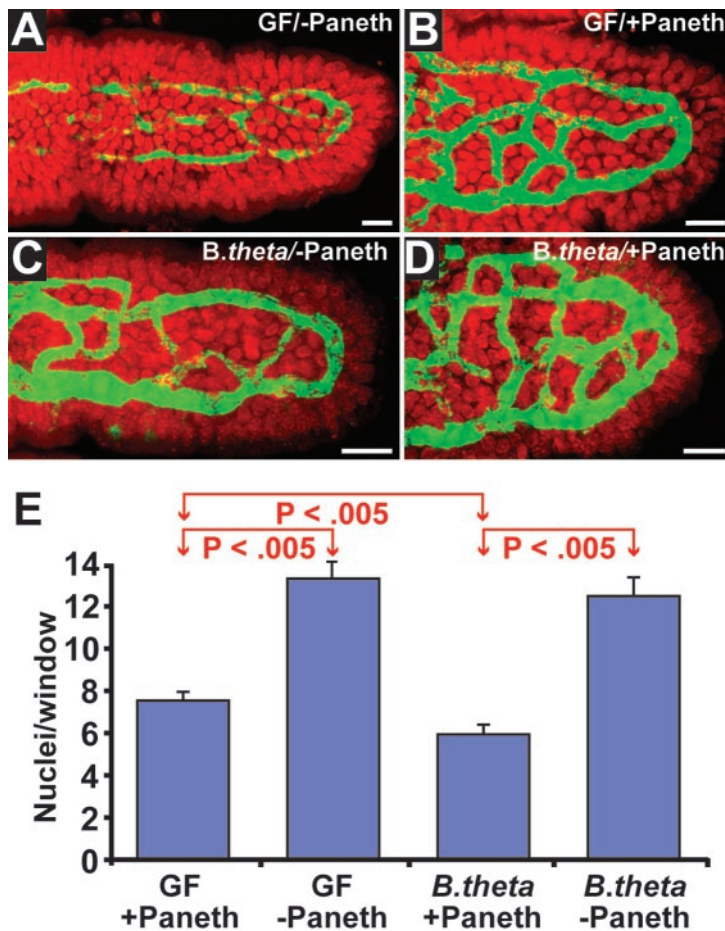 A
GF/-Paneth
B
GF/+Paneth
C
B.theta/-Paneth
D
B.theta/+Paneth
E
P < .005
P < .005
P < .005
Nuclei/window
14
12
10
8
6
4
2
0
GF
+Paneth
GF
-Paneth
B.theta
+Paneth
B.theta
-Paneth